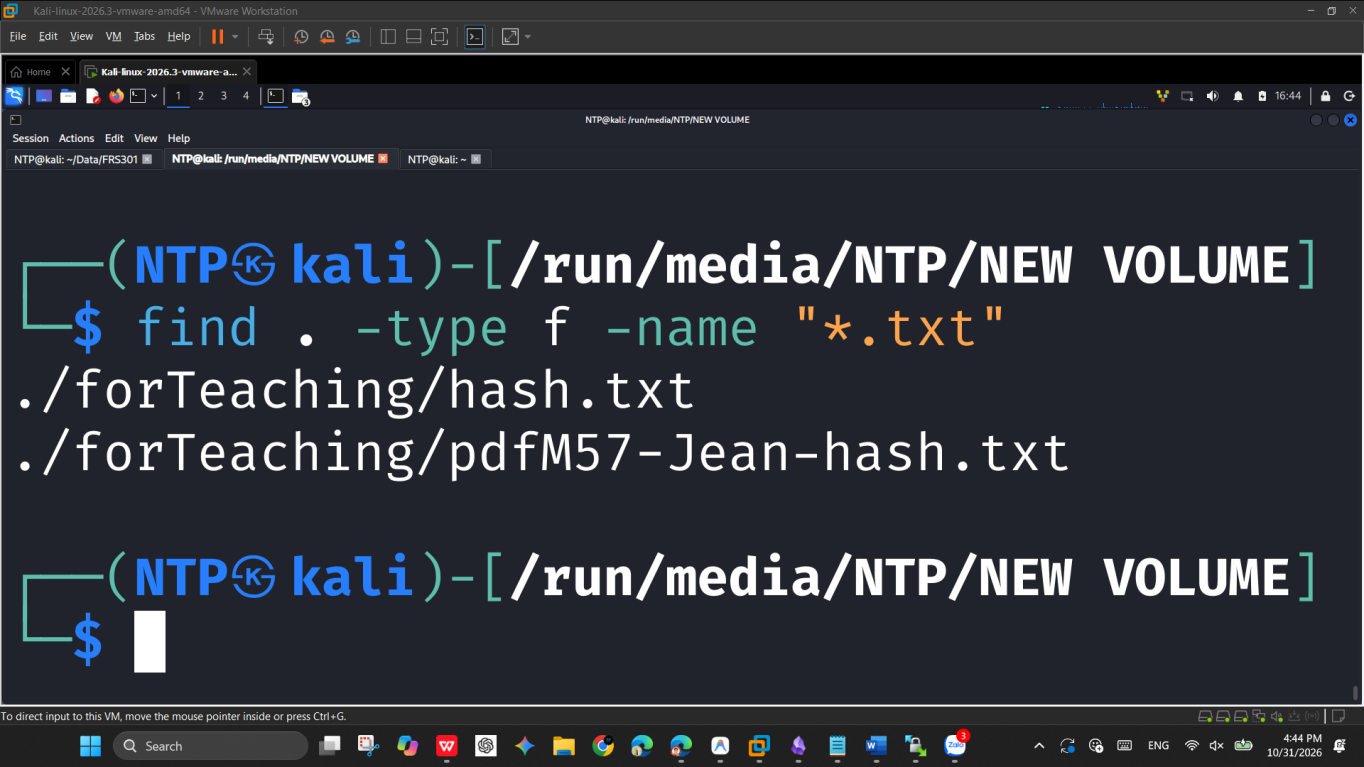 Kali-linux-2026.3-vmware-amd64 - VMware Workstation
File Edit View VM Tabs Help
Home Kali-linux-2026.3-vmware-a...
1 2 3 4 3 16:44
NTP@kali: /run/media/NTP/NEW VOLUME
Session Actions Edit View Help
NTP@kali: ~/Data/FRS301 NTP@kali: /run/media/NTP/NEW VOLUME NTP@kali: ~
┌──(NTP㉿kali)-[/run/media/NTP/NEW VOLUME]
└─$ find . -type f -name "*.txt"
./forTeaching/hash.txt
./forTeaching/pdfM57-Jean-hash.txt
┌──(NTP㉿kali)-[/run/media/NTP/NEW VOLUME]
└─$
To direct input to this VM, move the mouse pointer inside or press Ctrl+G.
Search Zalo 3 ENG 4:44 PM
10/31/2026